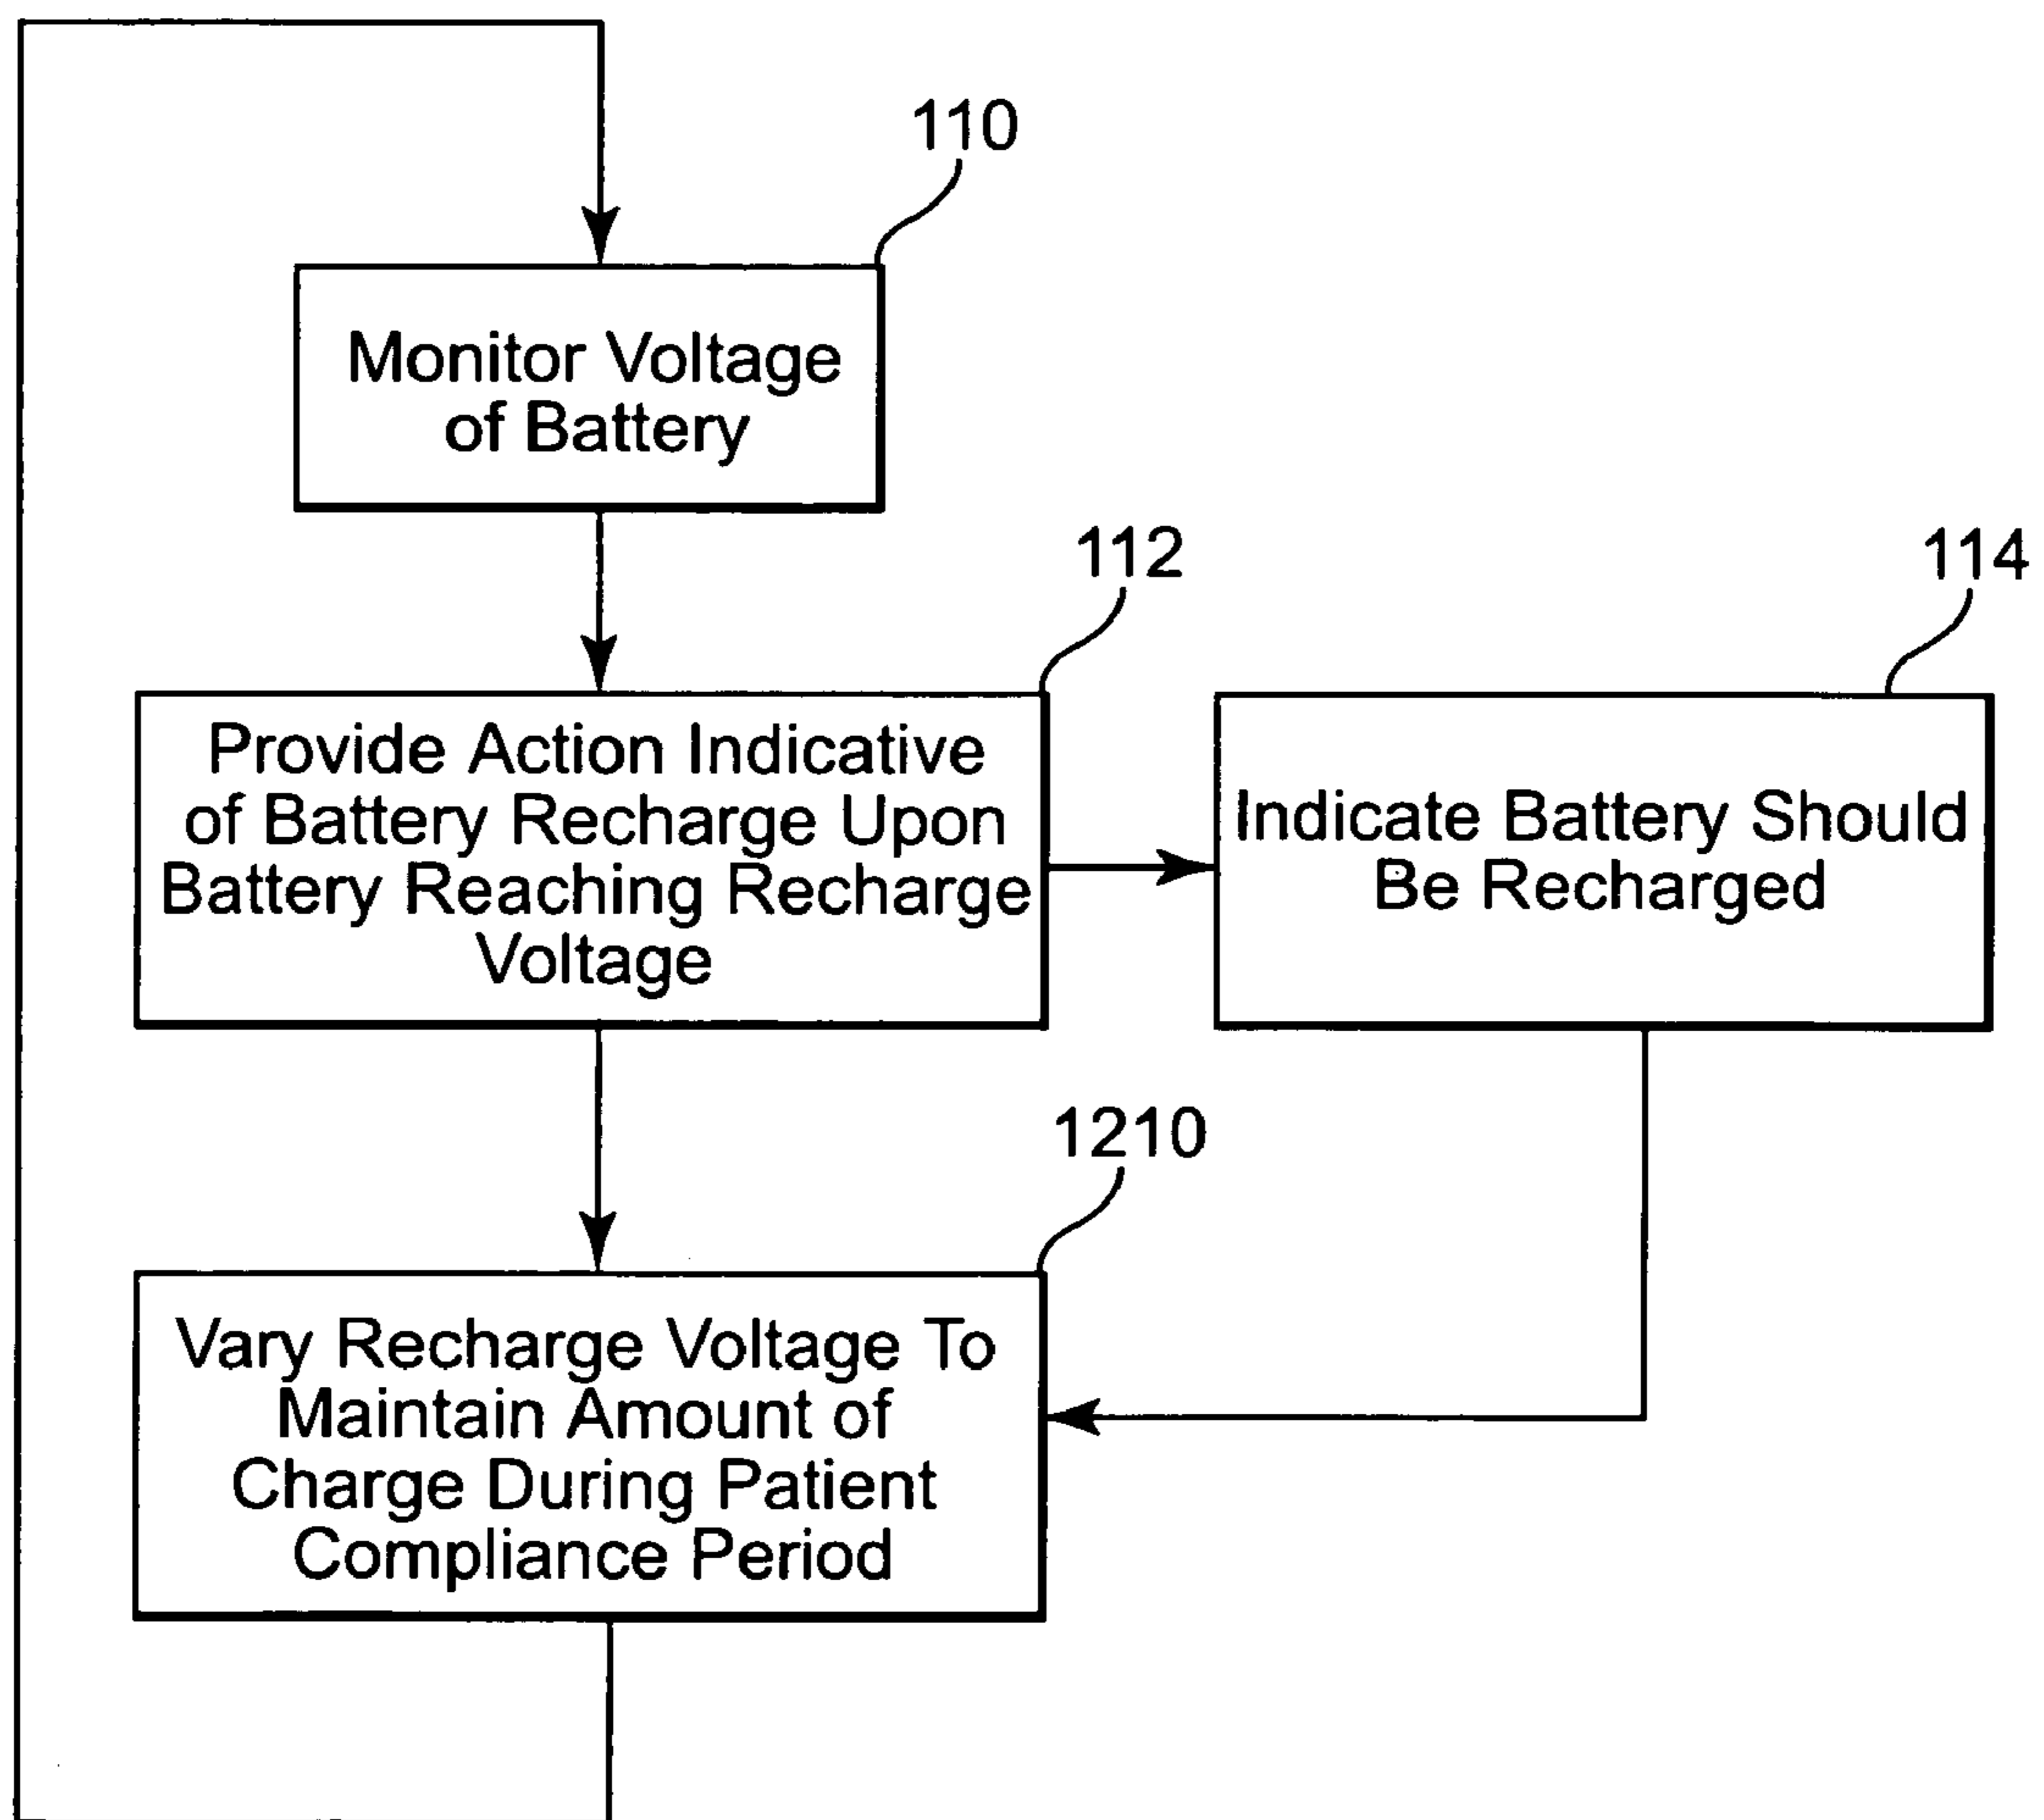 110
Monitor Voltage
of Battery
112
114
Provide Action Indicative
of Battery Recharge Upon
Battery Reaching Recharge
Voltage
Indicate Battery Should
Be Recharged
1210
Vary Recharge Voltage To
Maintain Amount of
Charge During Patient
Compliance Period